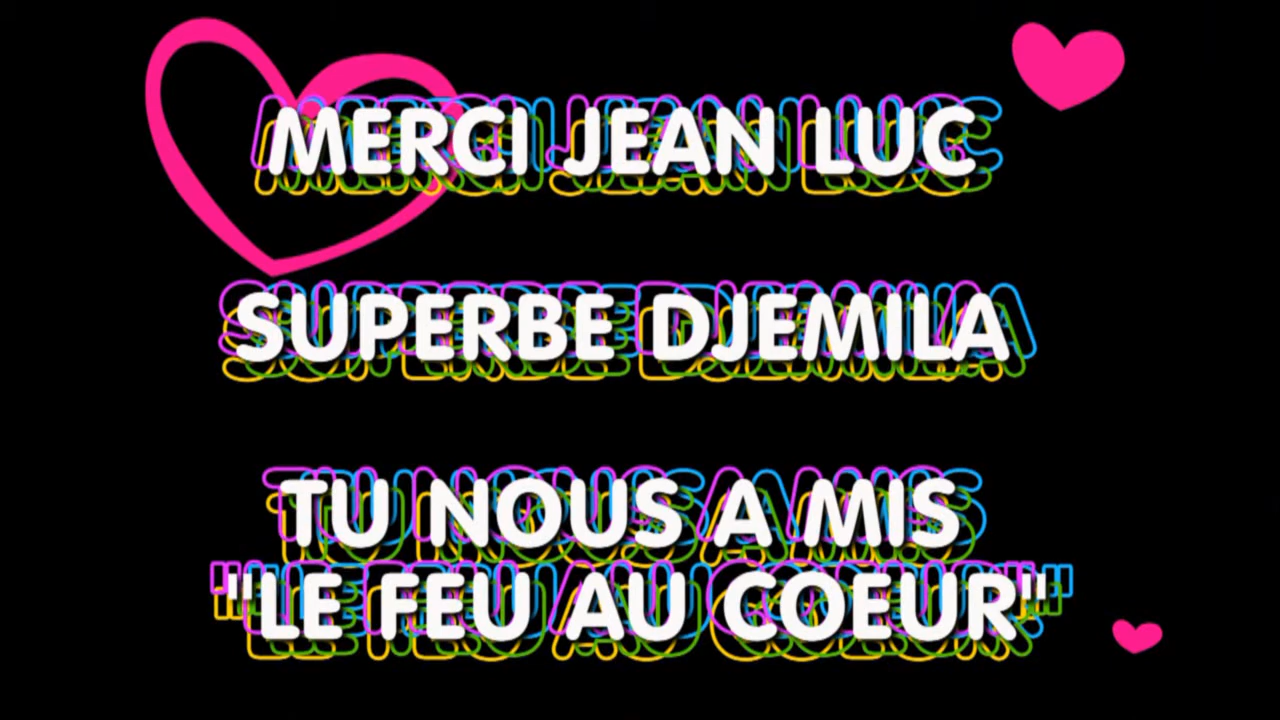 MERCI JEAN LUC
SUPERBE DJEMILA
TU NOUS A MIS
"LE FEU AU COEUR"